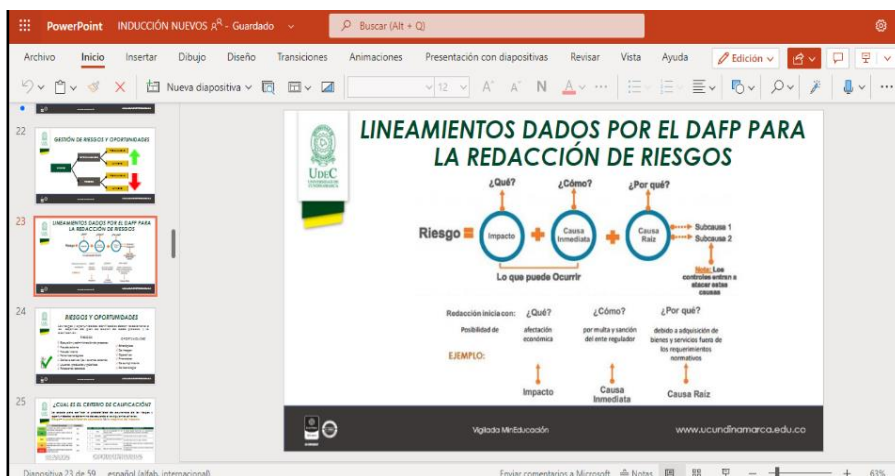 PowerPoint INDUCCIÓN NUEVOS - Guardado
Buscar (Alt + Q)
Archivo Inicio Insertar Dibujo Diseño Transiciones Animaciones Presentación con diapositivas Revisar Vista Ayuda Edición
Nueva diapositiva 12 A A N A
22
GESTIÓN DE RIESGOS Y OPORTUNIDADES
23
LINEAMIENTOS DADOS POR EL DAFP PARA
LA REDACCIÓN DE RIESGOS
24
RIESGOS Y OPORTUNIDADES
25
¿CUAL ES EL CRITERIO DE CALIFICACIÓN?
UDEC
UNIVERSIDAD DE
CUNDINAMARCA
LINEAMIENTOS DADOS POR EL DAFP PARA
LA REDACCIÓN DE RIESGOS
¿Qué? ¿Cómo? ¿Por qué?
Riesgo = Impacto + Causa Inmediata + Causa Raíz
Subcausa 1
Subcausa 2
Lo que puede Ocurrir
Nota: Los
controles entran a
atacar estas
causas
Redacción inicia con: ¿Qué? ¿Cómo? ¿Por qué?
Posibilidad de afectación económica por multa y sanción del ente regulador debido a adquisición de bienes y servicios fuero de los requerimientos normativos
EJEMPLO:
Impacto Causa Inmediata Causa Raíz
Vigilada MinEducación www.ucundinamarca.edu.co
Diapositiva 23 de 59 español (alfab. internacional) Enviar comentarios a Microsoft Notas 63%